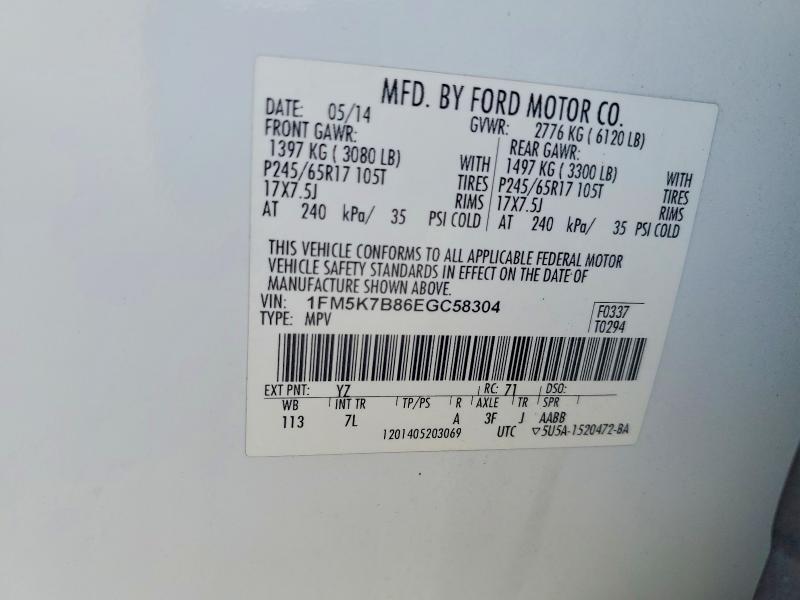 MFD. BY FORD MOTOR CO.
DATE: 05/14 GVWR: 2776 KG ( 6120 LB)
FRONT GAWR: REAR GAWR:
1397 KG ( 3080 LB) WITH 1497 KG ( 3300 LB) WITH
P245/65R17 105T TIRES P245/65R17 105T TIRES
17X7.5J RIMS 17X7.5J RIMS
AT 240 kPa/ 35 PSI COLD AT 240 kPa/ 35 PSI COLD
THIS VEHICLE CONFORMS TO ALL APPLICABLE FEDERAL MOTOR
VEHICLE SAFETY STANDARDS IN EFFECT ON THE DATE OF
MANUFACTURE SHOWN ABOVE.
VIN: 1FM5K7B86EGC58304 F0337
TYPE: MPV T0294
EXT PNT: YZ RC: 71 DSO:
WB INT TR TP/PS R AXLE TR SPR
113 7L A 3F J AABB
1201405203069 UTC ▽5U5A-1520472-BA